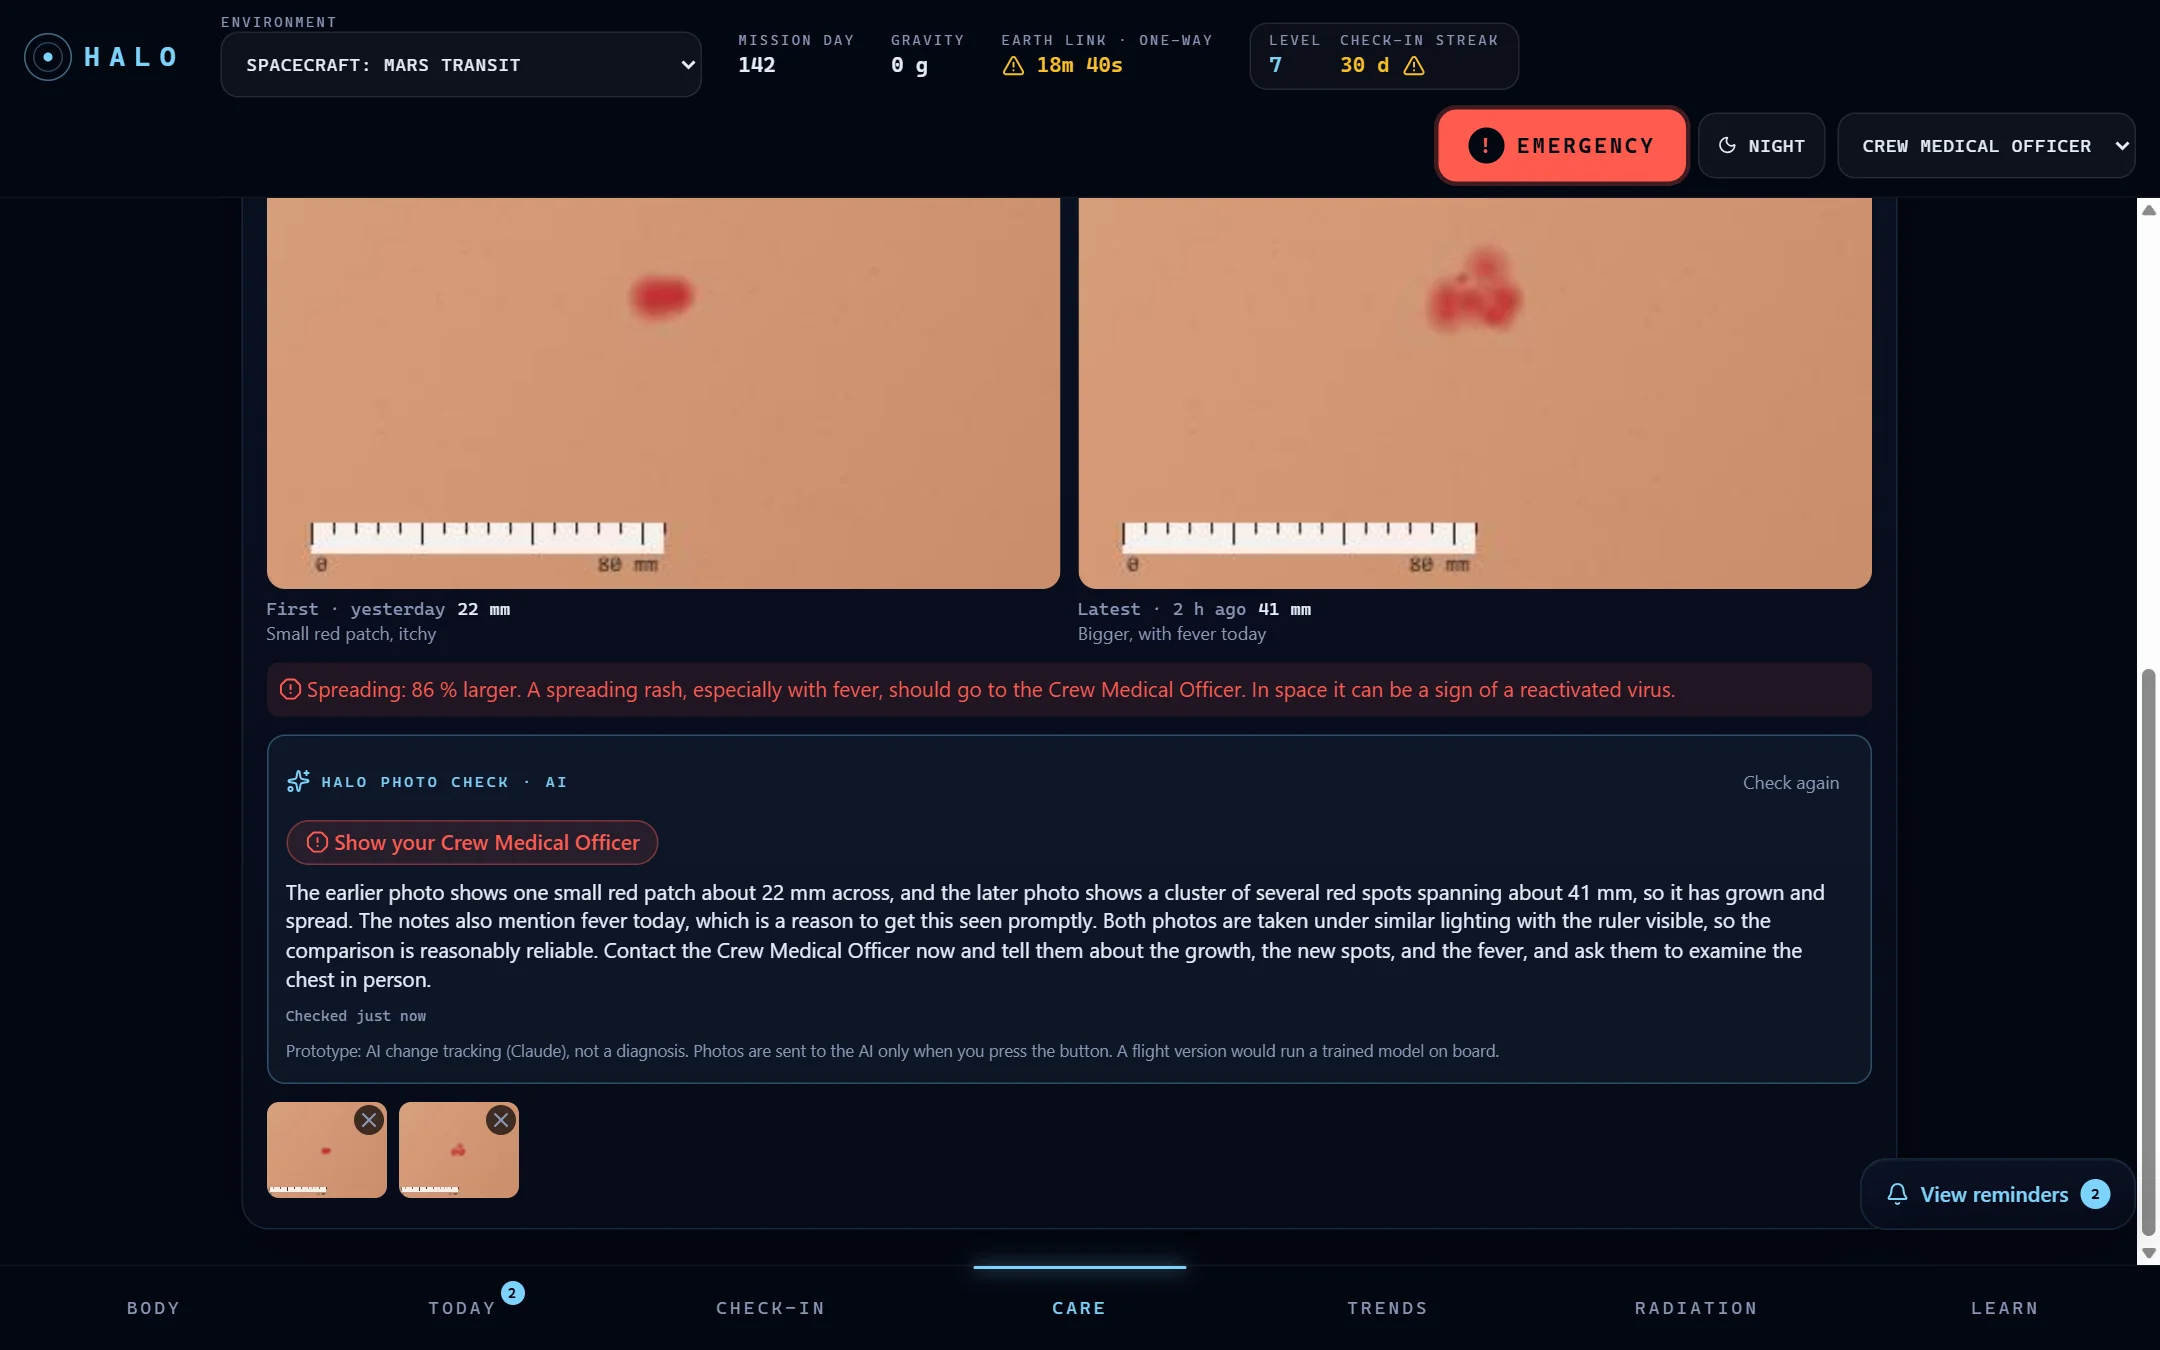 HALO
ENVIRONMENT
SPACECRAFT: MARS TRANSIT
MISSION DAY
142
GRAVITY
0 g
EARTH LINK · ONE-WAY
18m 40s
LEVEL
7
CHECK-IN STREAK
30 d
! EMERGENCY
NIGHT
CREW MEDICAL OFFICER
0 80 mm
0 80 mm
First · yesterday 22 mm
Small red patch, itchy
Latest · 2 h ago 41 mm
Bigger, with fever today
Spreading: 86 % larger. A spreading rash, especially with fever, should go to the Crew Medical Officer. In space it can be a sign of a reactivated virus.
HALO PHOTO CHECK · AI
Check again
Show your Crew Medical Officer
The earlier photo shows one small red patch about 22 mm across, and the later photo shows a cluster of several red spots spanning about 41 mm, so it has grown and
spread. The notes also mention fever today, which is a reason to get this seen promptly. Both photos are taken under similar lighting with the ruler visible, so the
comparison is reasonably reliable. Contact the Crew Medical Officer now and tell them about the growth, the new spots, and the fever, and ask them to examine the
chest in person.
Checked just now
Prototype: AI change tracking (Claude), not a diagnosis. Photos are sent to the AI only when you press the button. A flight version would run a trained model on board.
View reminders 2
BODY
TODAY 2
CHECK-IN
CARE
TRENDS
RADIATION
LEARN